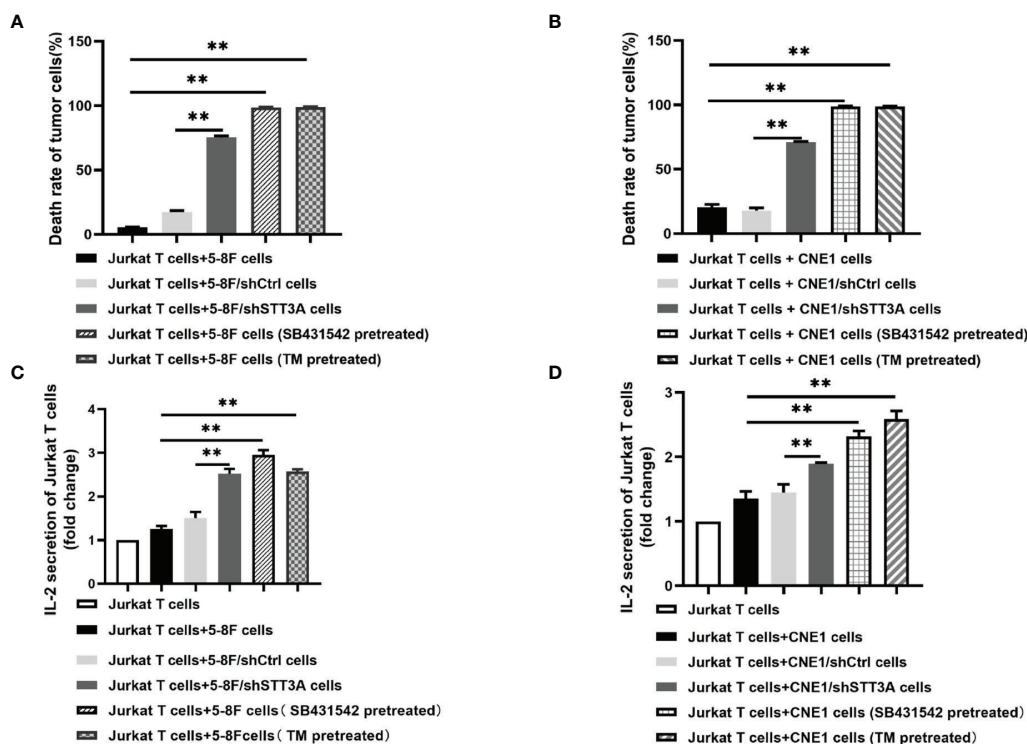 A
Death rate of tumor cells(%)
150
100
50
0
**
**
**
Jurkat T cells+5-8F cells
Jurkat T cells+5-8F/shCtrl cells
Jurkat T cells+5-8F/shSTT3A cells
Jurkat T cells+5-8F cells (SB431542 pretreated)
Jurkat T cells+5-8F cells (TM pretreated)
B
Death rate of tumor cells(%)
150
100
50
0
**
**
**
Jurkat T cells + CNE1 cells
Jurkat T cells + CNE1/shCtrl cells
Jurkat T cells + CNE1/shSTT3A cells
Jurkat T cells + CNE1 cells (SB431542 pretreated)
Jurkat T cells + CNE1 cells (TM pretreated)
C
IL-2 secretion of Jurkat T cells
(fold change)
4
3
2
1
0
**
**
**
Jurkat T cells
Jurkat T cells+5-8F cells
Jurkat T cells+5-8F/shCtrl cells
Jurkat T cells+5-8F/shSTT3A cells
Jurkat T cells+5-8F cells（ SB431542 pretreated）
Jurkat T cells+5-8Fcells（ TM pretreated）
D
IL-2 secretion of Jurkat T cells
(fold change)
3
2
1
0
**
**
**
Jurkat T cells
Jurkat T cells+CNE1 cells
Jurkat T cells+CNE1/shCtrl cells
Jurkat T cells+CNE1/shSTT3A cells
Jurkat T cells+CNE1 cells (SB431542 pretreated)
Jurkat T cells+CNE1 cells (TM pretreated）